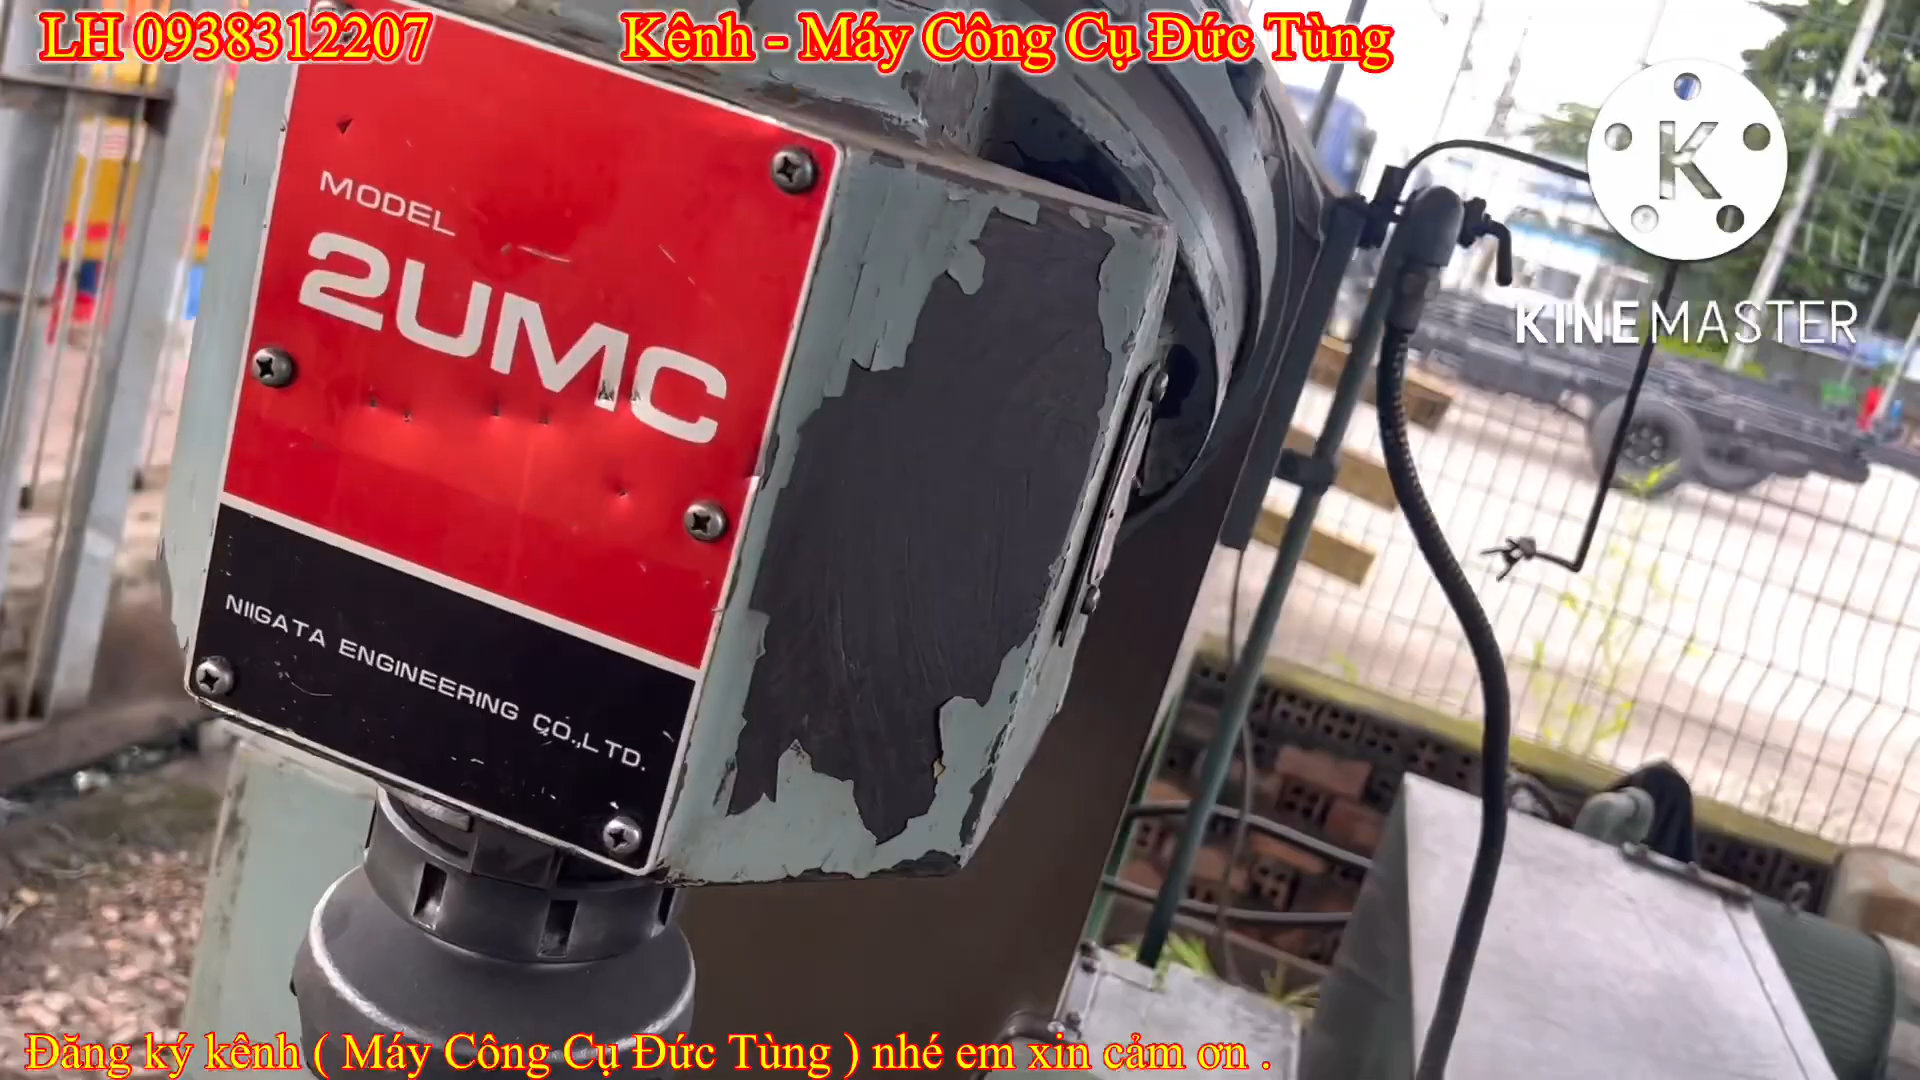 LH 0938312207
Kênh - Máy Công Cụ Đức Tùng
K
KINEMASTER
MODEL
2UMC
NIIGATA ENGINEERING CO.,LTD.
Đăng ký kênh ( Máy Công Cụ Đức Tùng ) nhé em xin cảm ơn .